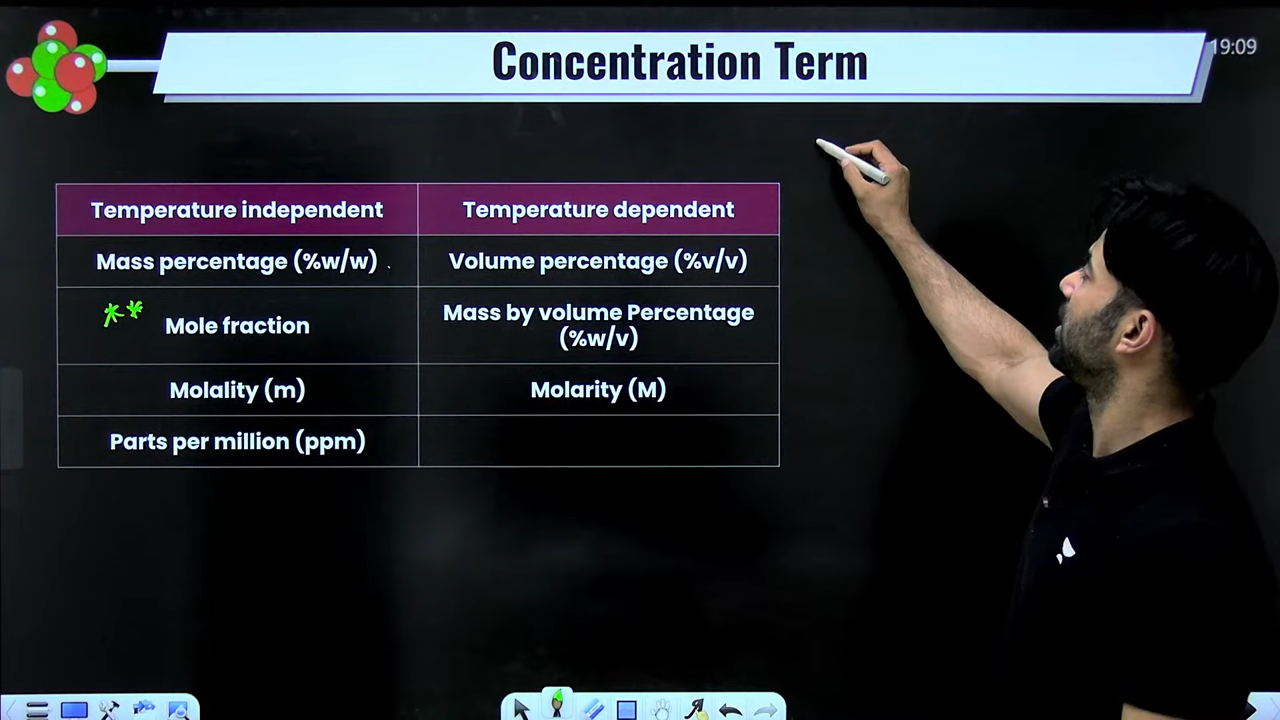 Concentration Term
19:09
Temperature independent
Temperature dependent
Mass percentage (%w/w)
Volume percentage (%v/v)
** Mole fraction
Mass by volume Percentage
(%w/v)
Molality (m)
Molarity (M)
Parts per million (ppm)